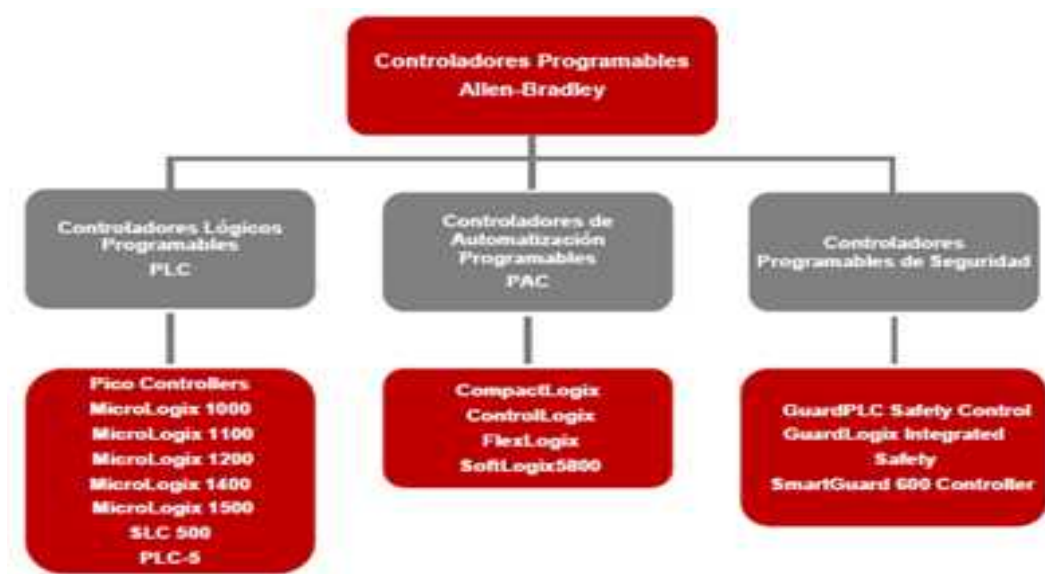 Controladores Programables
Allen-Bradley
Controladores Lógicos
Programables
PLC
Controladores de
Automatización
Programables
PAC
Controladores
Programables de Seguridad
Pico Controllers
MicroLogix 1000
MicroLogix 1100
MicroLogix 1200
MicroLogix 1400
MicroLogix 1500
SLC 500
PLC-5
CompactLogix
ControlLogix
FlexLogix
SoftLogix5800
GuardPLC Safety Control
GuardLogix Integrated
Safety
SmartGuard 600 Controller